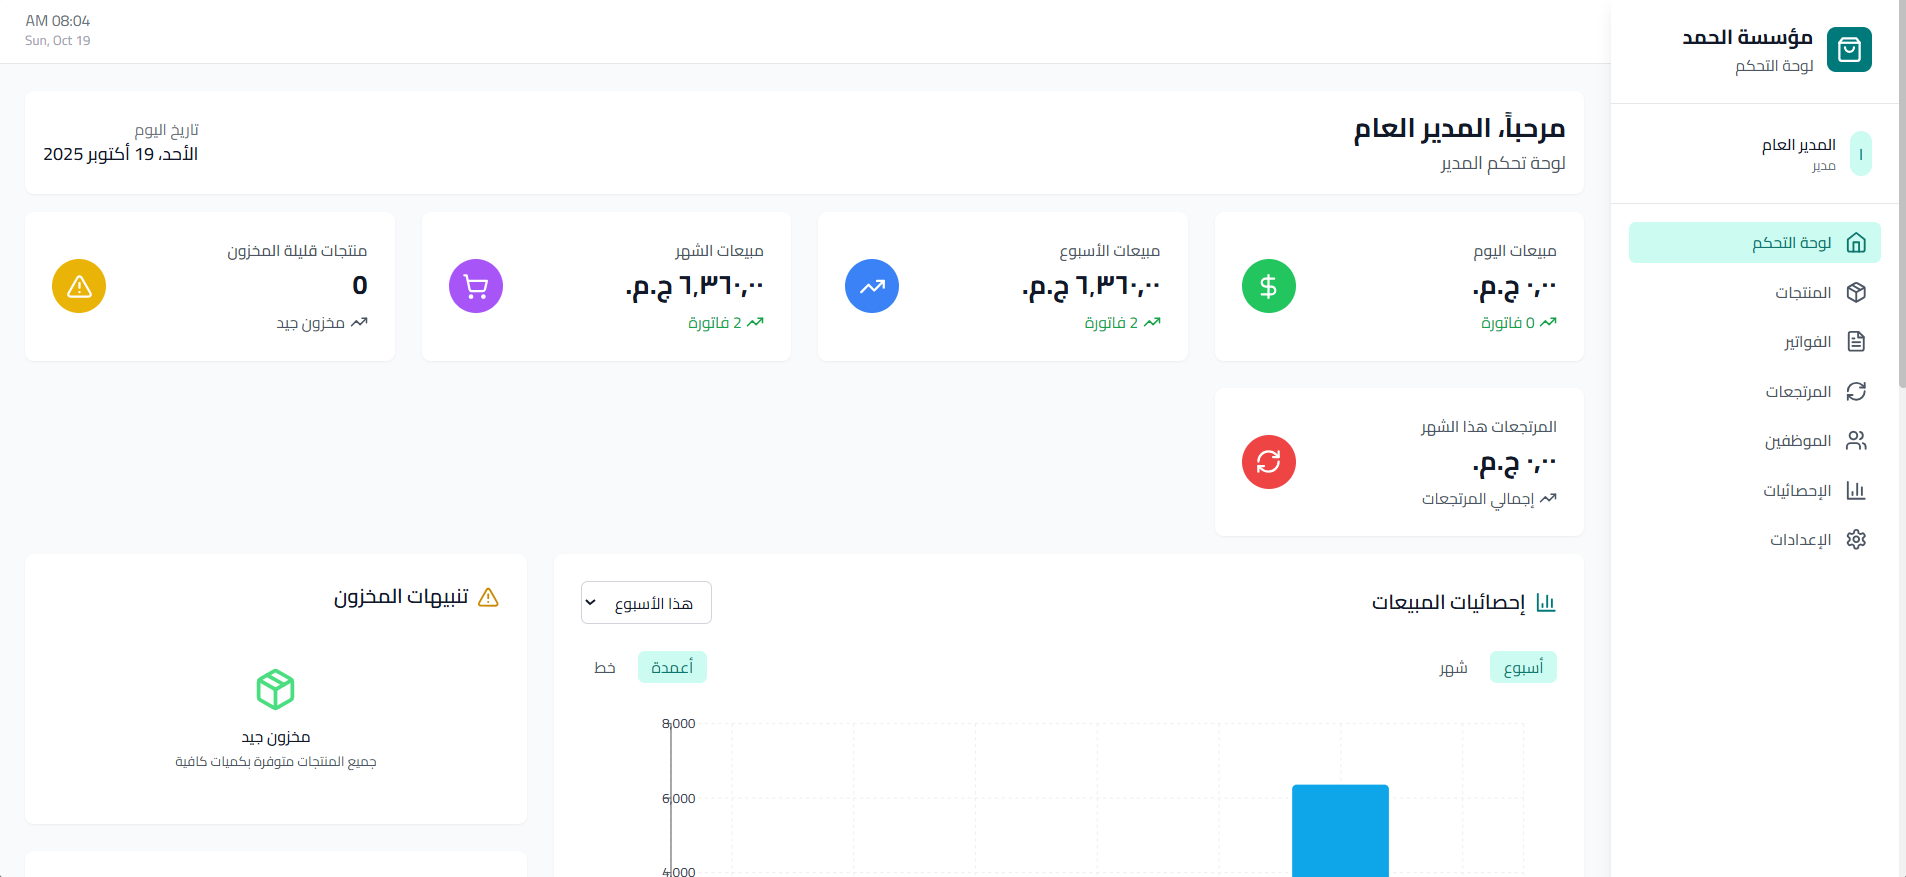 مؤسسة الحمد
لوحة التحكم
المدير العام
مدير
ا
لوحة التحكم
المنتجات
الفواتير
المرتجعات
الموظفين
الإحصائيات
الإعدادات
AM 08:04
Sun, Oct 19
مرحباً، المدير العام
لوحة تحكم المدير
تاريخ اليوم
الأحد، 19 أكتوبر 2025
مبيعات اليوم
٠٫٠٠ ج.م.
0 فاتورة
مبيعات الأسبوع
٦٬٣٦٠٫٠٠ ج.م.
2 فاتورة
مبيعات الشهر
٦٬٣٦٠٫٠٠ ج.م.
2 فاتورة
منتجات قليلة المخزون
0
مخزون جيد
المرتجعات هذا الشهر
٠٫٠٠ ج.م.
إجمالي المرتجعات
إحصائيات المبيعات
هذا الأسبوع
أسبوع
شهر
أعمدة
خط
8,000
6,000
4,000
تنبيهات المخزون
مخزون جيد
جميع المنتجات متوفرة بكميات كافية